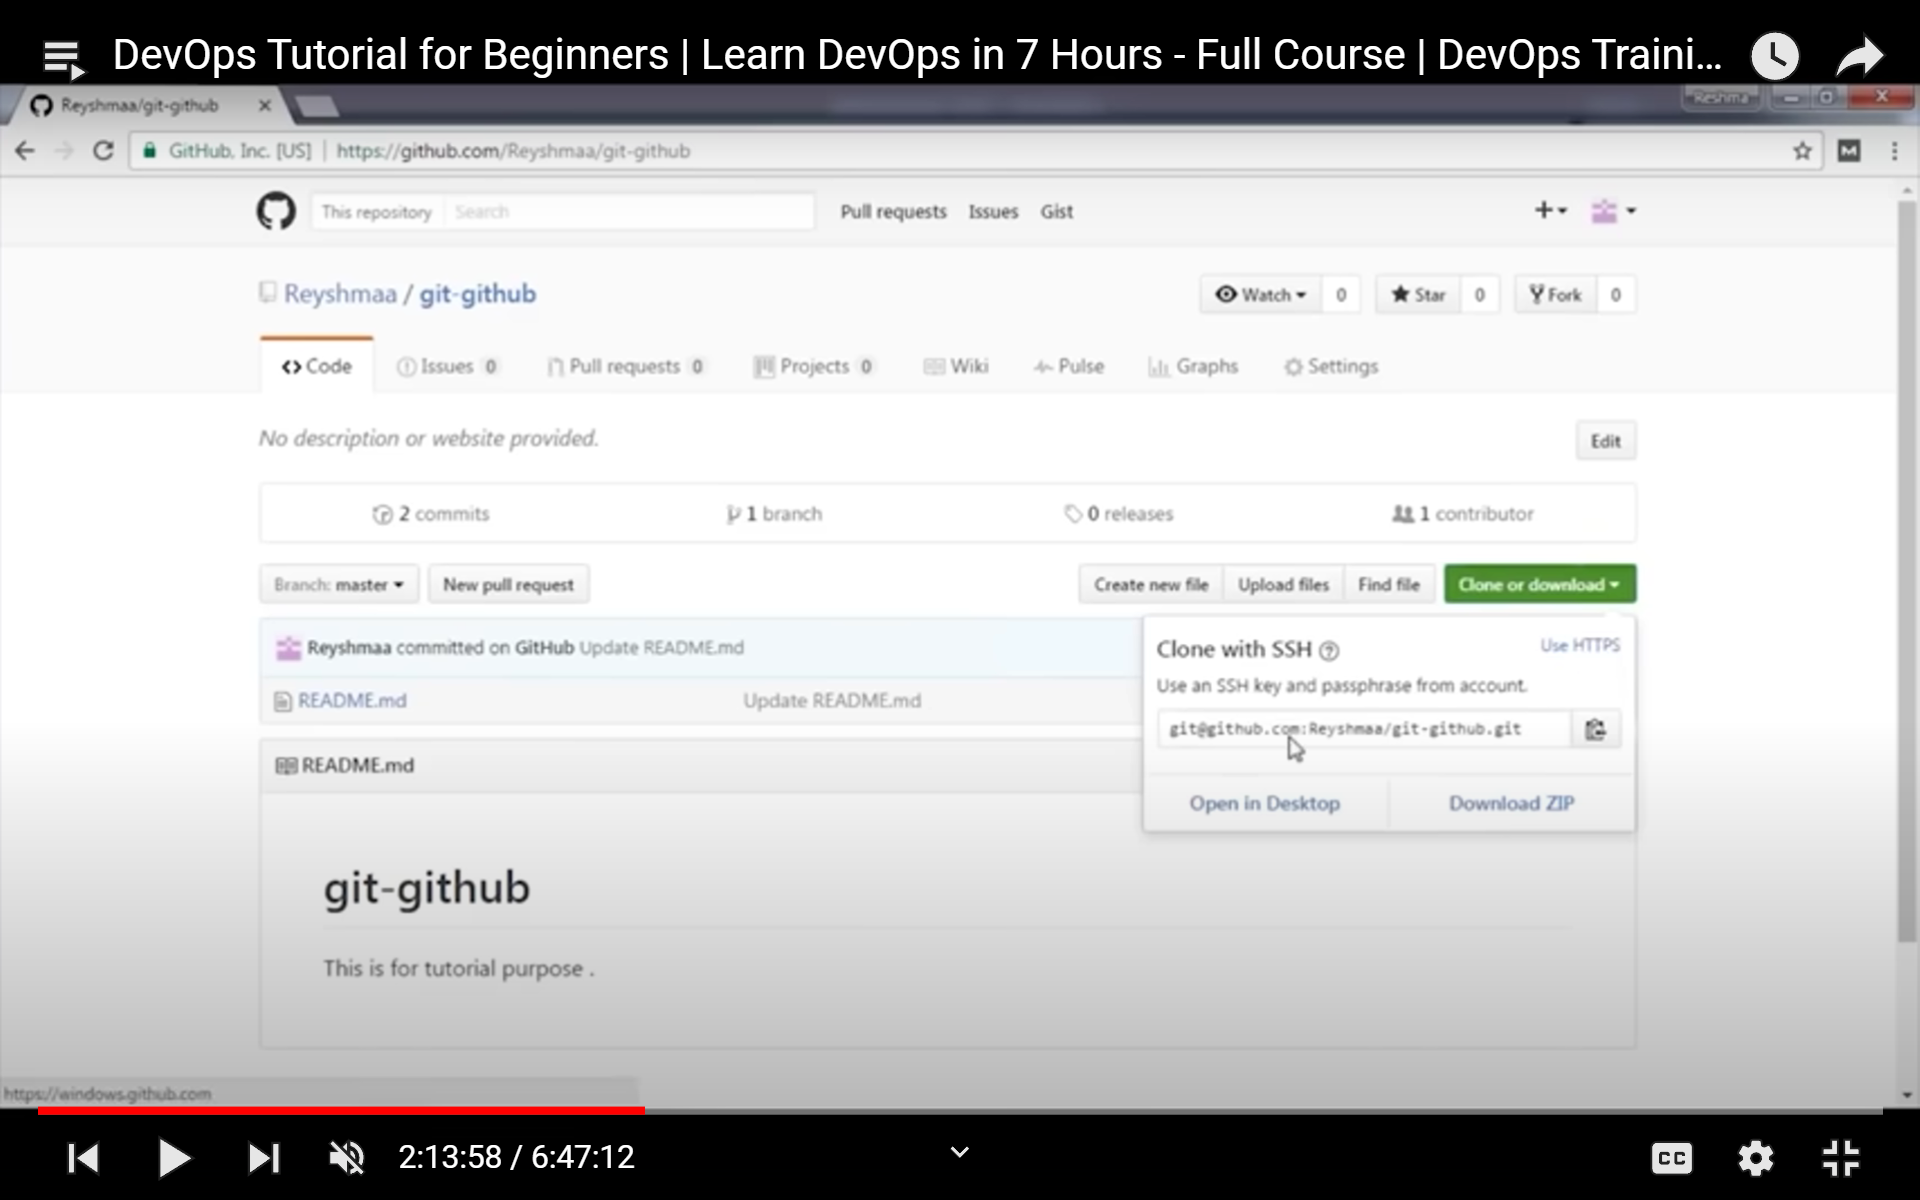 DevOps Tutorial for Beginners | Learn DevOps in 7 Hours - Full Course | DevOps Traini...
Reyshmaa/git-github
Reshma
GitHub, Inc. [US] | https://github.com/Reyshmaa/git-github
This repository Search Pull requests Issues Gist
Reyshmaa / git-github Watch 0 Star 0 Fork 0
Code Issues 0 Pull requests 0 Projects 0 Wiki Pulse Graphs Settings
No description or website provided. Edit
2 commits 1 branch 0 releases 1 contributor
Branch: master New pull request Create new file Upload files Find file Clone or download
Reyshmaa committed on GitHub Update README.md
README.md Update README.md
Clone with SSH ? Use HTTPS
Use an SSH key and passphrase from account.
git@github.com:Reyshmaa/git-github.git
Open in Desktop Download ZIP
README.md
git-github
This is for tutorial purpose .
https://windows.github.com
2:13:58 / 6:47:12 CC